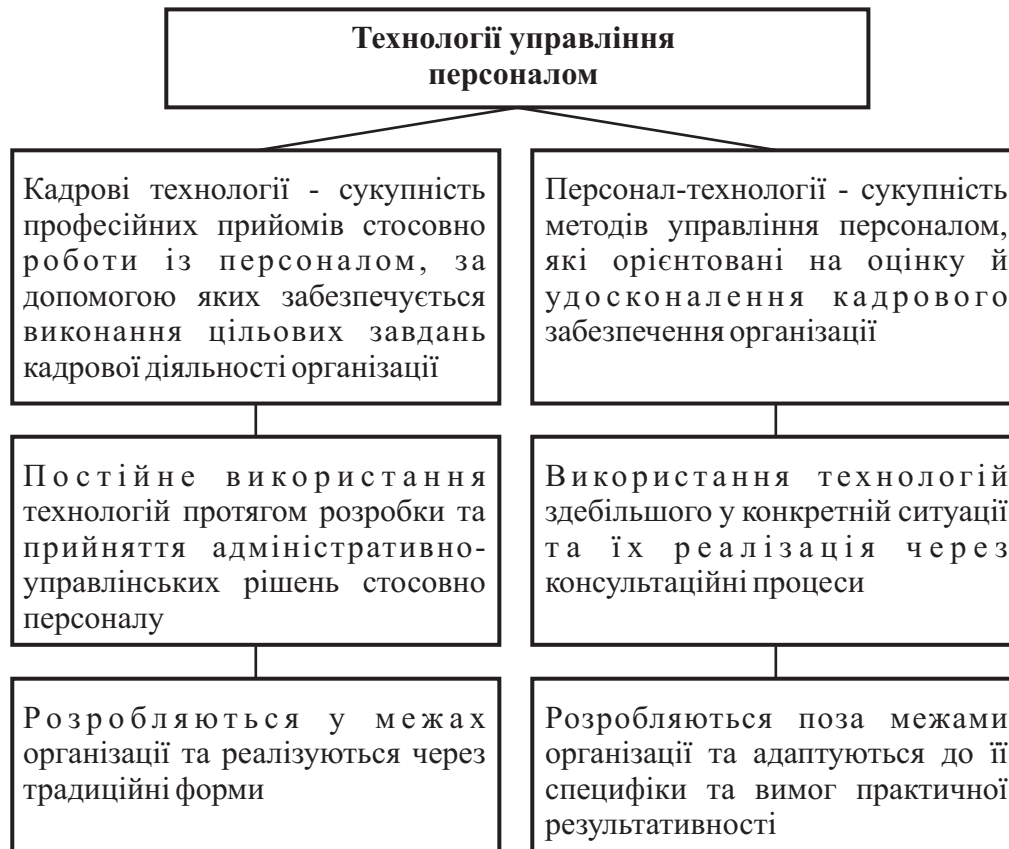 Технології управління
персоналом
Кадрові технології - сукупність
професійних прийомів стосовно
роботи із персоналом, за
допомогою яких забезпечується
виконання цільових завдань
кадрової діяльності організації
Персонал-технології - сукупність
методів управління персоналом,
які орієнтовані на оцінку й
удосконалення кадрового
забезпечення організації
Постійне використання
технологій протягом розробки та
прийняття адміністративно-
управлінських рішень стосовно
персоналу
Використання технологій
здебільшого у конкретній ситуації
та їх реалізація через
консультаційні процеси
Розробляються у межах
організації та реалізуються через
традиційні форми
Розробляються поза межами
організації та адаптуються до її
специфіки та вимог практичної
результативності